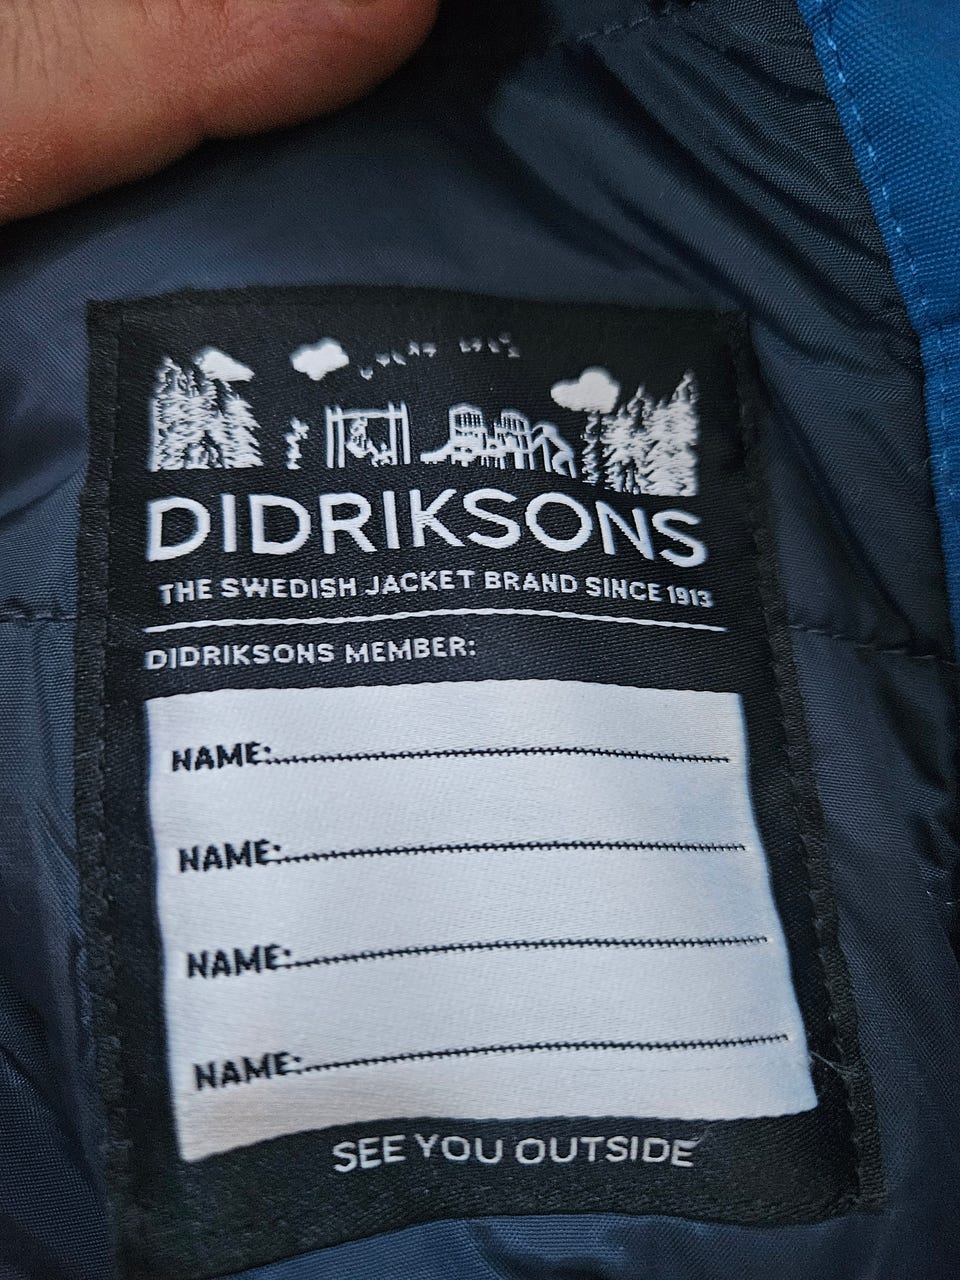 DIDRIKSONS
THE SWEDISH JACKET BRAND SINCE 1913
DIDRIKSONS MEMBER:
NAME:
NAME:
NAME:
NAME:
SEE YOU OUTSIDE